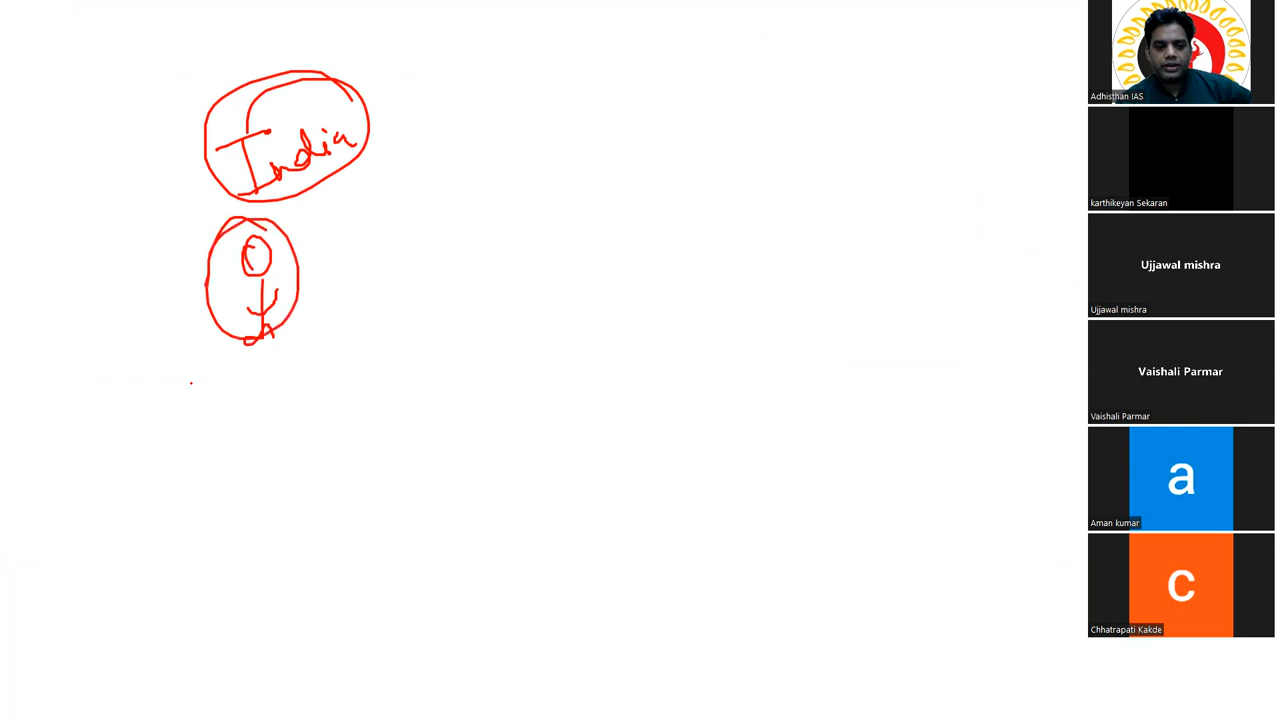 India
Adhisthan IAS
karthikeyan Sekaran
Ujjawal mishra
Ujjawal mishra
Vaishali Parmar
Vaishali Parmar
a
Aman kumar
c
Chhatrapati Kakde